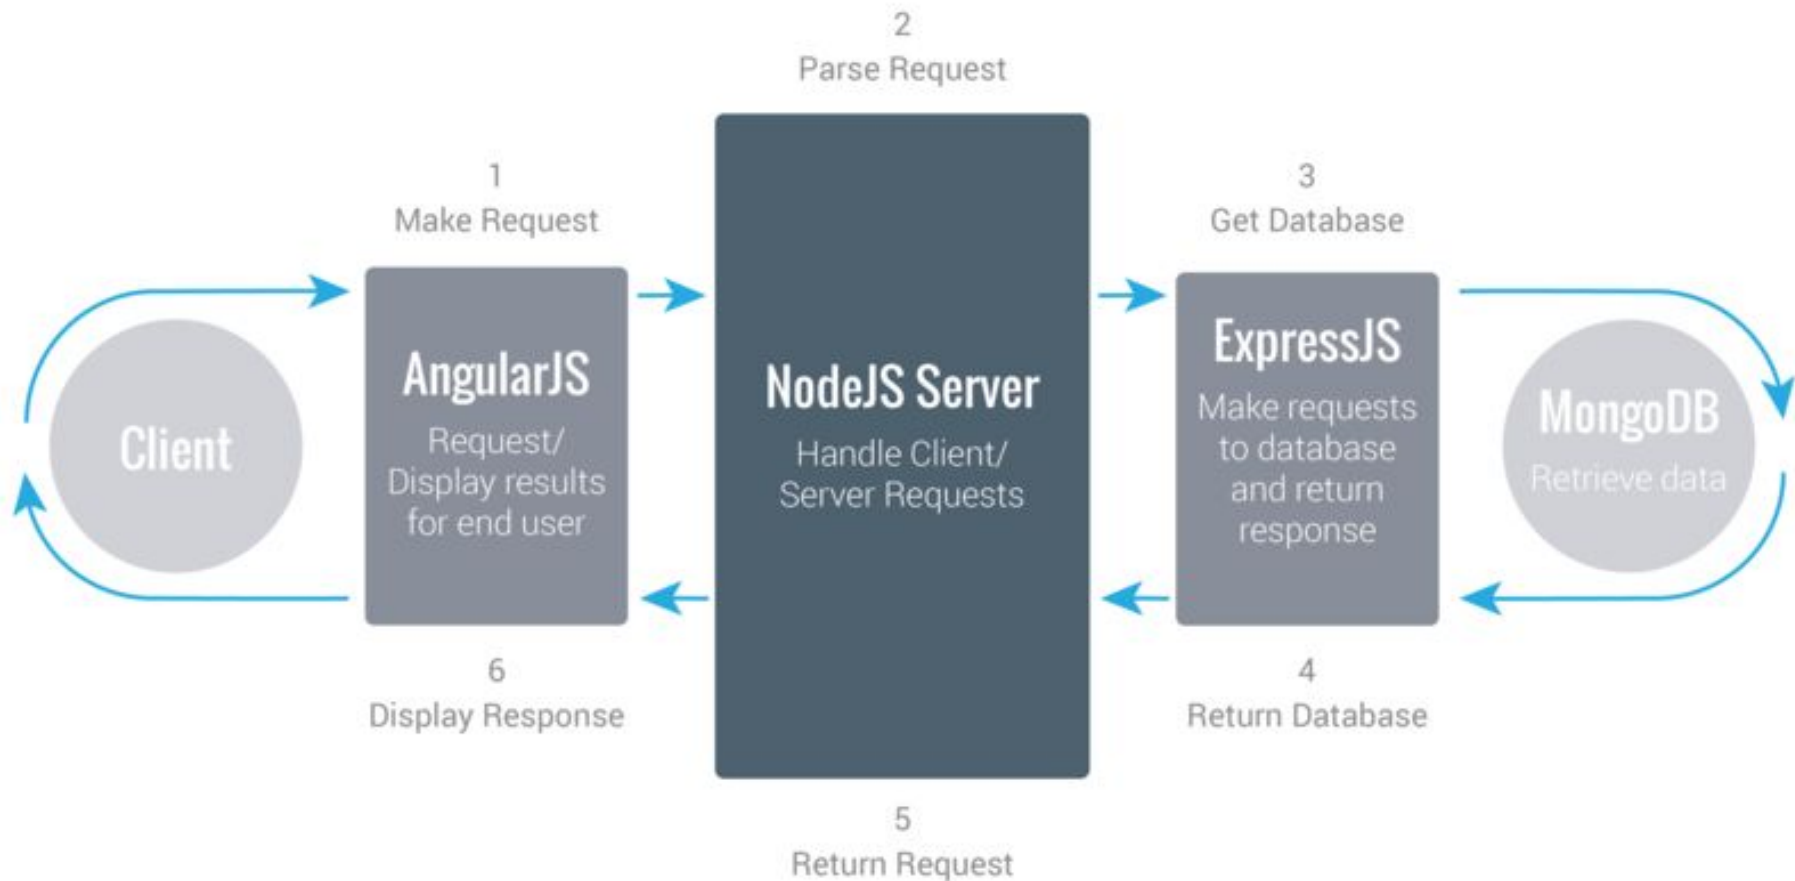 2
Parse Request
1
Make Request
3
Get Database
Client
AngularJS
Request/
Display results
for end user
NodeJS Server
Handle Client/
Server Requests
ExpressJS
Make requests
to database
and return
response
MongoDB
Retrieve data
6
Display Response
4
Return Database
5
Return Request